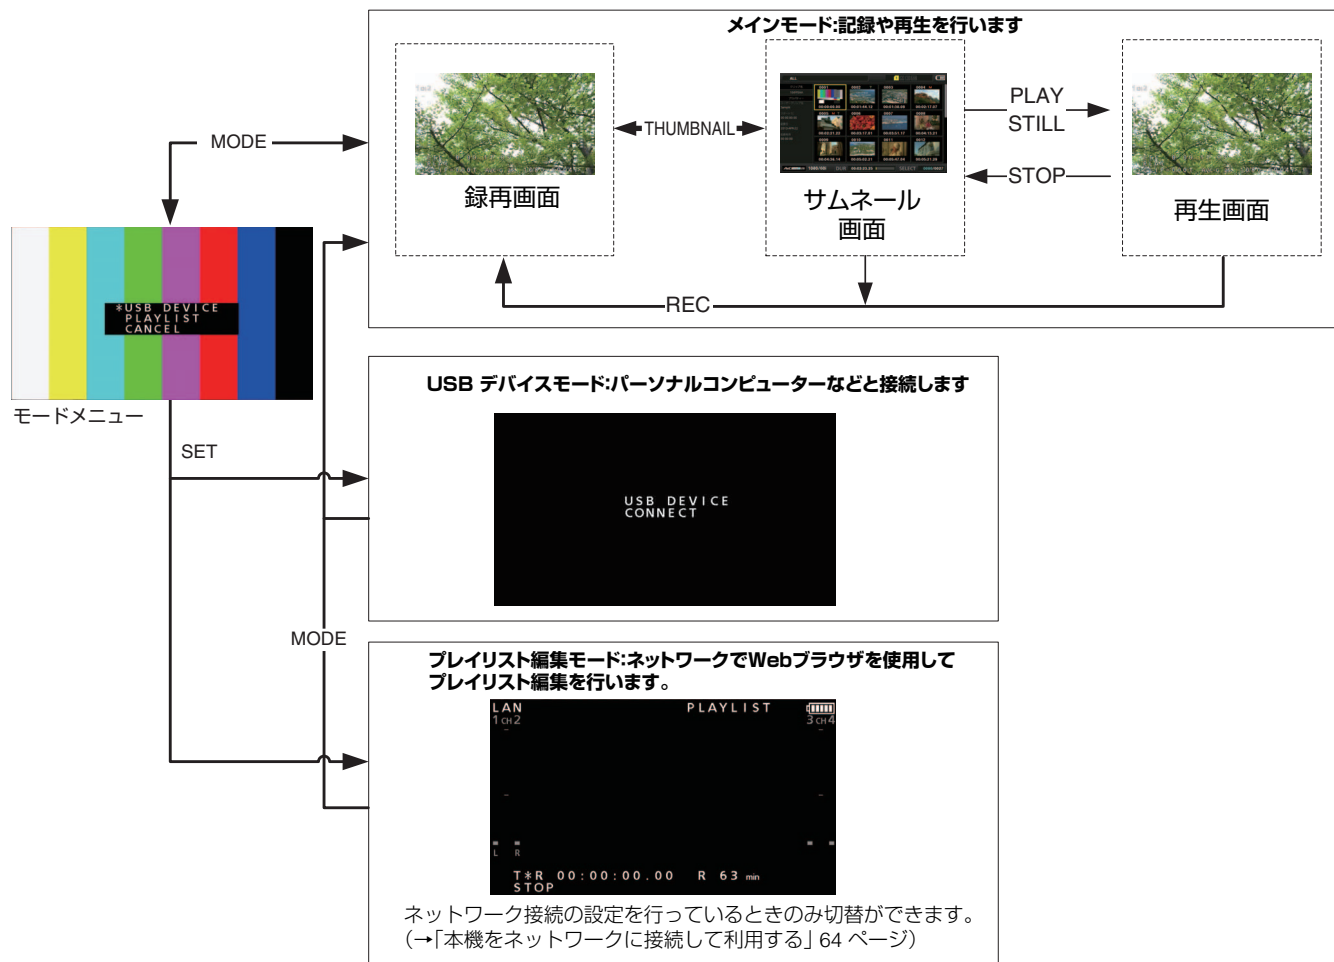 メインモード:記録や再生を行います
MODE
THUMBNAIL
PLAY
STILL
STOP
録再画面
サムネール
画面
再生画面
REC
*USB DEVICE
PLAYLIST
CANCEL
モードメニュー
SET
USB デバイスモード:パーソナルコンピューターなどと接続します
USB DEVICE
CONNECT
MODE
プレイリスト編集モード:ネットワークでWebブラウザを使用して
プレイリスト編集を行います。
LAN PLAYLIST
1 CH 2 3 CH 4
L R
T*R 00:00:00.00 R 63 min
STOP
ネットワーク接続の設定を行っているときのみ切替ができます。
(→「本機をネットワークに接続して利用する」64 ページ)